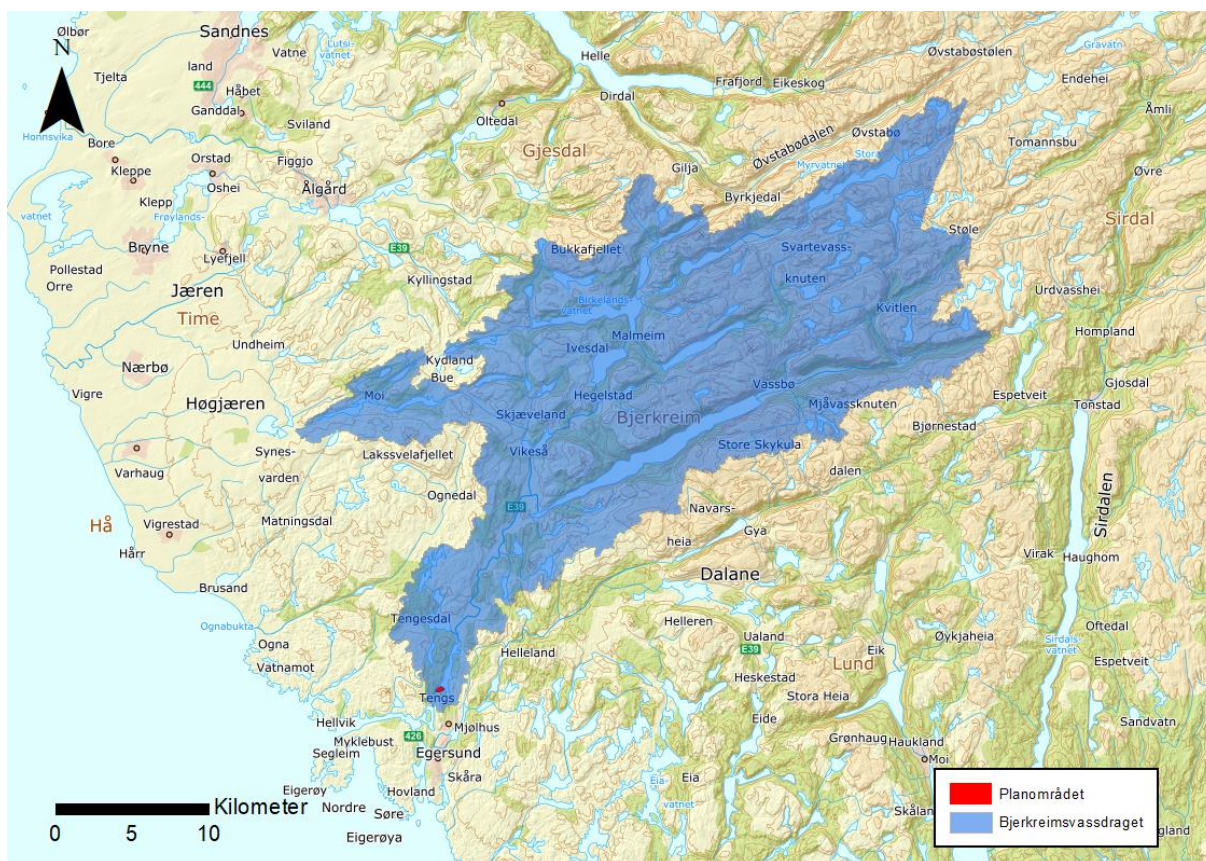 Ølbør
Sandnes
N
Vatne
Lutsi-
vatnet
Helle
Øvstabøstølen
Gravatn
Tjelta
land
444
Håbet
Ganddal
Frafjord
Eikeskog
Endehei
Dirdal
Sviland
Oltedal
Åmli
Honnsvika
Bore
Kleppe
Orstad
Oshei
Figgjo
Gjesdal
Øvstabødalen
Øvstabø
Stora
Myrvatnet
Tomannsbu
Gilja
Øvre
Klepp
Ålgård
Byrkjedal
vatnet
Frøylands-
Sirdal
Støle
Bryne
Lyefjell
E39
Bukkafjellet
Svartevass-
knuten
Pollestad
Orre
Kyllingstad
Jæren
Urdvasshei
Birkelands-
vatnet
Kvitlen
Time
Malmeim
Hompland
Undheim
Ivesdal
Kydland
Bue
Nærbø
Vassbø
Gjosdal
Vigre
Moi
Hegelstad
Espetveit
Tonstad
Høgjæren
Skjæveland
Bjerkreim
Mjåvassknuten
Bjørnestad
Vikeså
Store Skykula
Synes-
varden
Lakssvelafjellet
Varhaug
dalen
Ognedal
Sirdalen
E39
Navars-
heia
Hå
Vigrestad
Matningsdal
Gya
Hårr
Virak
Haughom
Dalane
Brusand
Tengesdal
Ognabukta
Helleren
Oftedal
Ogna
Helleland
Ualand
Øykjaheia
Sirdals-
vatnet
E39
Eik
Vatnamot
Lund
Espetveit
Heskestad
Tengs
Stora Heia
Hellvik
Mjølhus
Eide
Sandvatn
Myklebust
426
Grønhaug
Haukland
Segleim
Egersund
Moi
Skåra
Eia
Eia-
vatnet
Eigerøy
Hovland
Kilometer
Nordre
Søre
Skålan
0
5
10
Eigerøya
Planområdet
Bjerkreimsvassdraget
gland